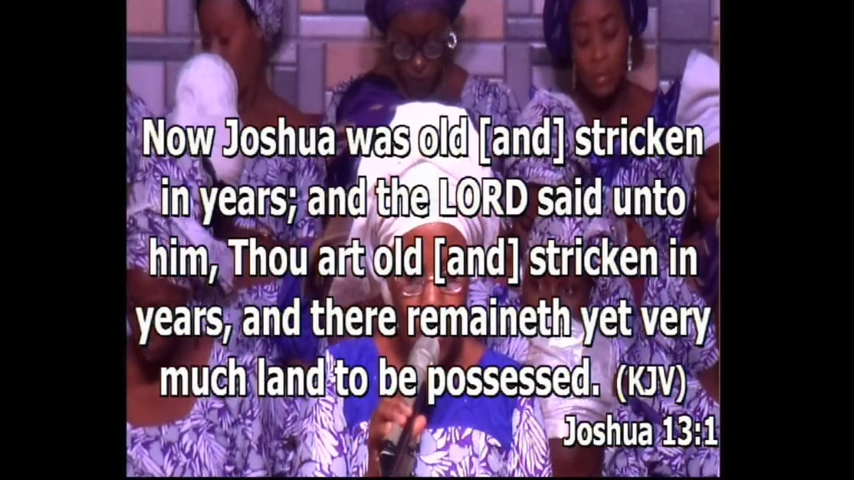 Now Joshua was old [and] stricken
in years; and the LORD said unto
him, Thou art old [and] stricken in
years, and there remaineth yet very
much land to be possessed. (KJV)
Joshua 13:1